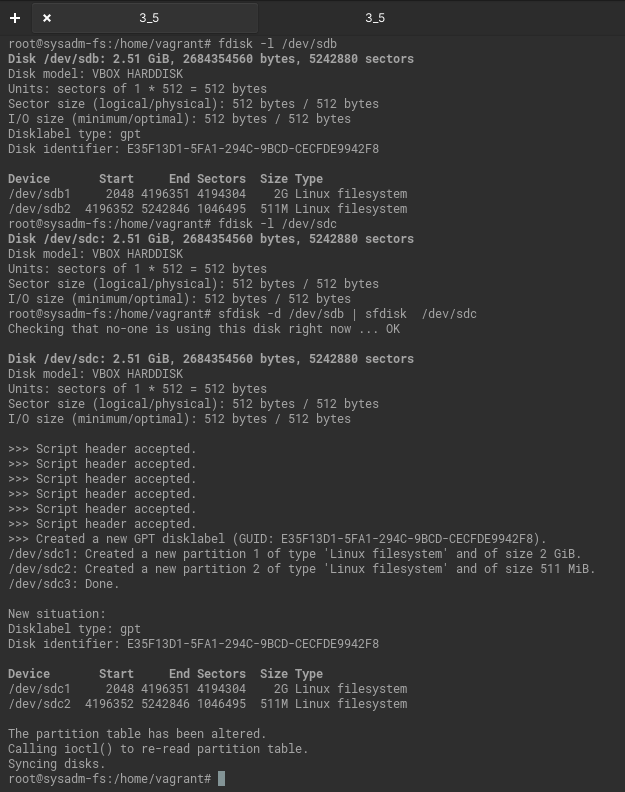 + × 3_5 3_5
root@sysadm-fs:/home/vagrant# fdisk -l /dev/sdb
Disk /dev/sdb: 2.51 GiB, 2684354560 bytes, 5242880 sectors
Disk model: VBOX HARDDISK
Units: sectors of 1 * 512 = 512 bytes
Sector size (logical/physical): 512 bytes / 512 bytes
I/O size (minimum/optimal): 512 bytes / 512 bytes
Disklabel type: gpt
Disk identifier: E35F13D1-5FA1-294C-9BCD-CECFDE9942F8

Device       Start     End Sectors  Size Type
/dev/sdb1     2048 4196351 4194304    2G Linux filesystem
/dev/sdb2  4196352 5242846 1046495  511M Linux filesystem
root@sysadm-fs:/home/vagrant# fdisk -l /dev/sdc
Disk /dev/sdc: 2.51 GiB, 2684354560 bytes, 5242880 sectors
Disk model: VBOX HARDDISK
Units: sectors of 1 * 512 = 512 bytes
Sector size (logical/physical): 512 bytes / 512 bytes
I/O size (minimum/optimal): 512 bytes / 512 bytes
root@sysadm-fs:/home/vagrant# sfdisk -d /dev/sdb | sfdisk  /dev/sdc
Checking that no-one is using this disk right now ... OK

Disk /dev/sdc: 2.51 GiB, 2684354560 bytes, 5242880 sectors
Disk model: VBOX HARDDISK
Units: sectors of 1 * 512 = 512 bytes
Sector size (logical/physical): 512 bytes / 512 bytes
I/O size (minimum/optimal): 512 bytes / 512 bytes

>>> Script header accepted.
>>> Script header accepted.
>>> Script header accepted.
>>> Script header accepted.
>>> Script header accepted.
>>> Script header accepted.
>>> Created a new GPT disklabel (GUID: E35F13D1-5FA1-294C-9BCD-CECFDE9942F8).
/dev/sdc1: Created a new partition 1 of type 'Linux filesystem' and of size 2 GiB.
/dev/sdc2: Created a new partition 2 of type 'Linux filesystem' and of size 511 MiB.
/dev/sdc3: Done.

New situation:
Disklabel type: gpt
Disk identifier: E35F13D1-5FA1-294C-9BCD-CECFDE9942F8

Device       Start     End Sectors  Size Type
/dev/sdc1     2048 4196351 4194304    2G Linux filesystem
/dev/sdc2  4196352 5242846 1046495  511M Linux filesystem

The partition table has been altered.
Calling ioctl() to re-read partition table.
Syncing disks.
root@sysadm-fs:/home/vagrant#